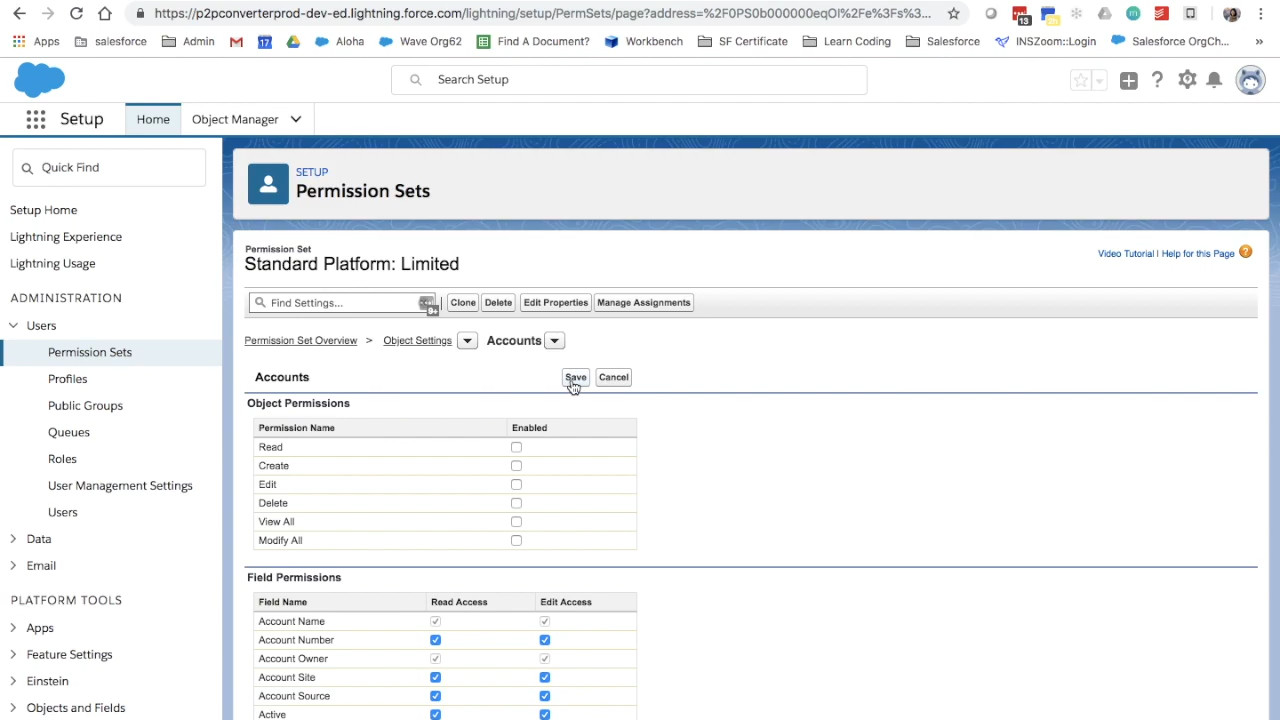 https://p2pconverterprod-dev-ed.lightning.force.com/lightning/setup/PermSets/page?address=%2F0PS0b000000eqOl%2Fe%3Fs%3...
13
Apps salesforce Admin 17 Aloha Wave Org62 Find A Document? Workbench SF Certificate Learn Coding Salesforce INSZoom::Login Salesforce OrgCh... »
Search Setup
Setup Home Object Manager
Quick Find
Setup Home
Lightning Experience
Lightning Usage
ADMINISTRATION
Users
Permission Sets
Profiles
Public Groups
Queues
Roles
User Management Settings
Users
Data
Email
PLATFORM TOOLS
Apps
Feature Settings
Einstein
Objects and Fields
SETUP
Permission Sets
Permission Set
Standard Platform: Limited
Video Tutorial | Help for this Page ?
Find Settings... 9+ | Clone Delete Edit Properties Manage Assignments
Permission Set Overview > Object Settings Accounts
Accounts Save Cancel
Object Permissions
Permission Name Enabled
Read
Create
Edit
Delete
View All
Modify All
Field Permissions
Field Name Read Access Edit Access
Account Name
Account Number
Account Owner
Account Site
Account Source
Active